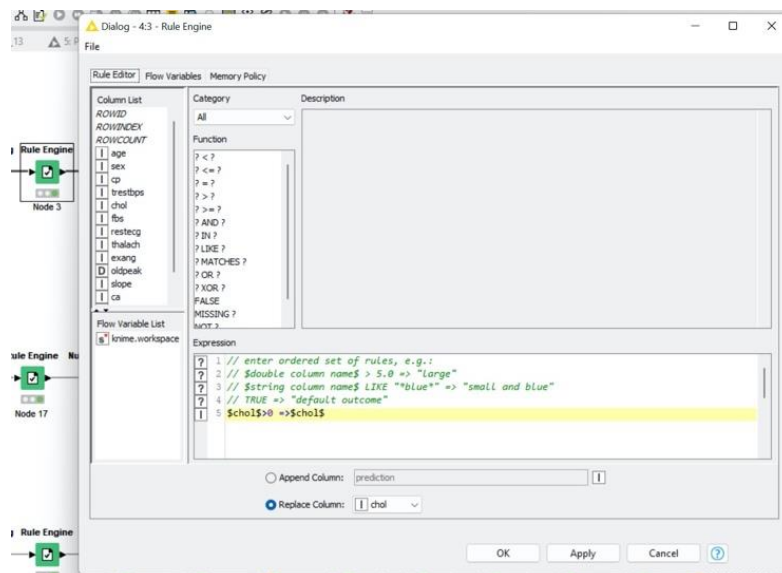 Dialog - 4:3 - Rule Engine
File
Rule Editor Flow Variables Memory Policy
Column List
ROWID
ROWINDEX
ROWCOUNT
I age
I sex
I cp
I trestbps
I chol
I fbs
I restecg
I thalach
I exang
D oldpeak
I slope
I ca
Flow Variable List
s knime.workspace
Category
All
Function
? < ?
? <= ?
? = ?
? > ?
? >= ?
? AND ?
? IN ?
? LIKE ?
? MATCHES ?
? OR ?
? XOR ?
FALSE
MISSING ?
NOT ?
Description
Expression
? 1 // enter ordered set of rules, e.g.:
? 2 // $double column name$ > 5.0 => "large"
? 3 // $string column name$ LIKE "*blue*" => "small and blue"
? 4 // TRUE => "default outcome"
I 5 $chol$>0 =>$chol$
Append Column: prediction I
Replace Column: I chol
OK Apply Cancel ?
_13
5: P
Rule Engine
Node 3
ule Engine Nu
Node 17
Rule Engine